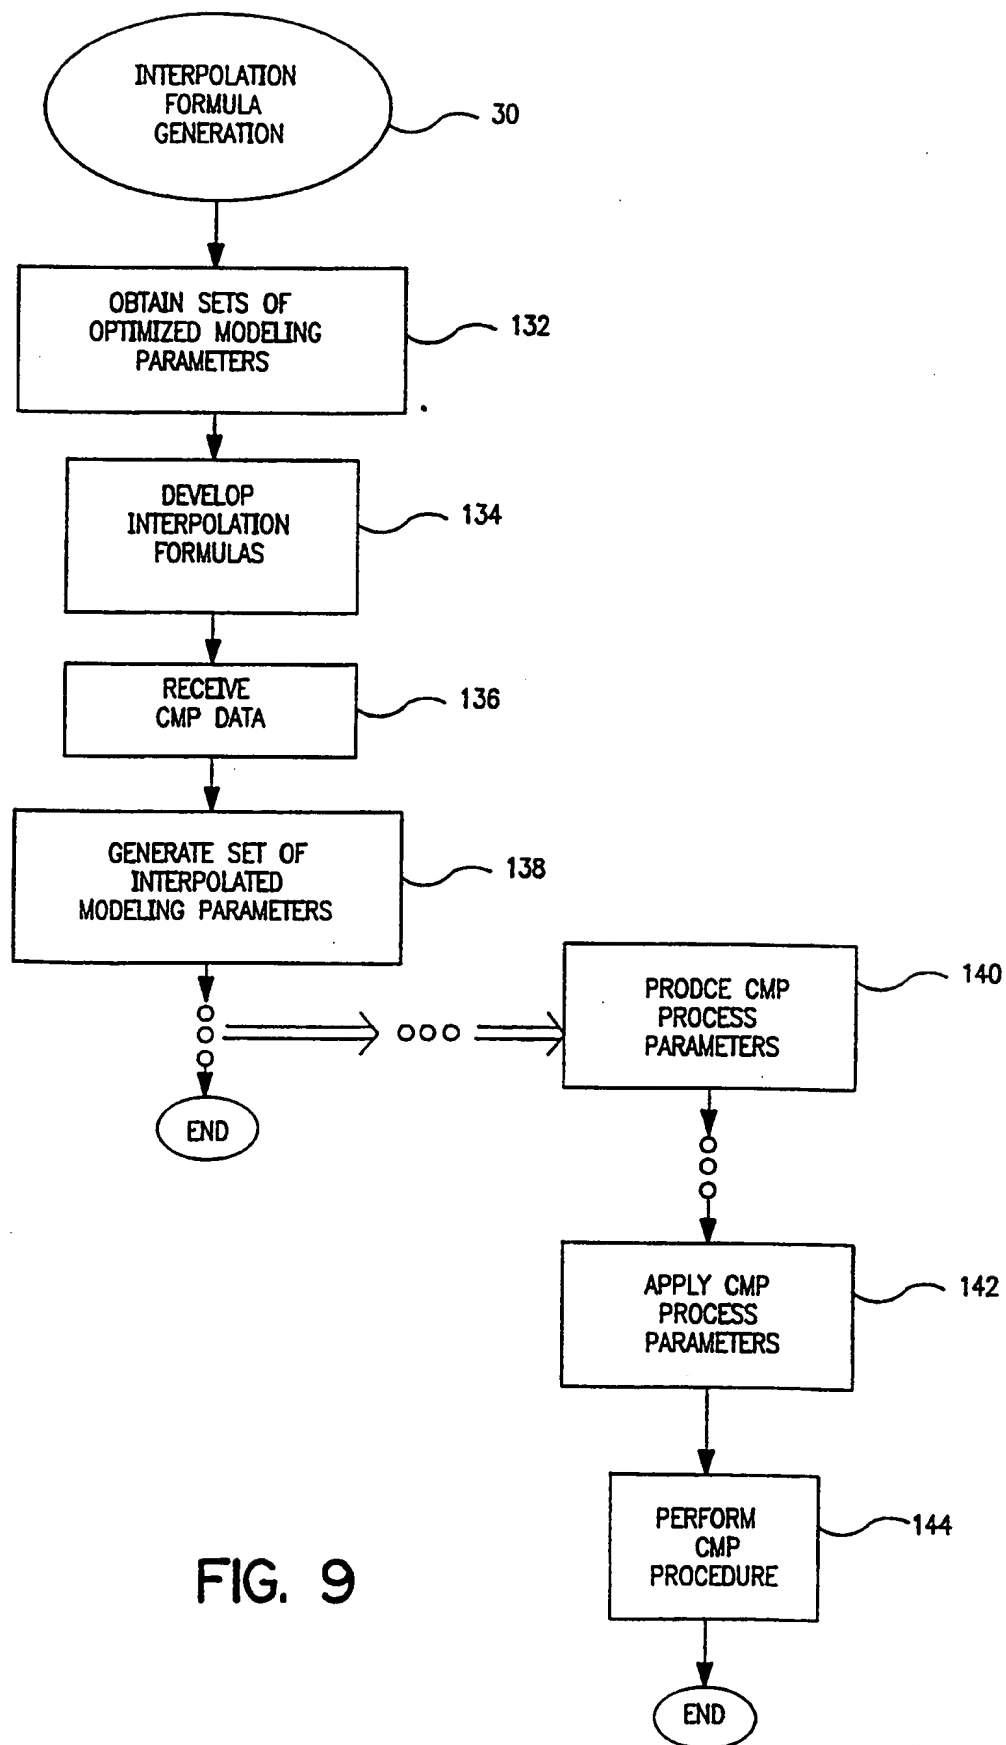 INTERPOLATION
FORMULA
GENERATION
30
OBTAIN SETS OF
OPTIMIZED MODELING
PARAMETERS
132
DEVELOP
INTERPOLATION
FORMULAS
134
RECEIVE
CMP DATA
136
GENERATE SET OF
INTERPOLATED
MODELING PARAMETERS
138
END
PRODCE CMP
PROCESS
PARAMETERS
140
APPLY CMP
PROCESS
PARAMETERS
142
PERFORM
CMP
PROCEDURE
144
END
FIG. 9